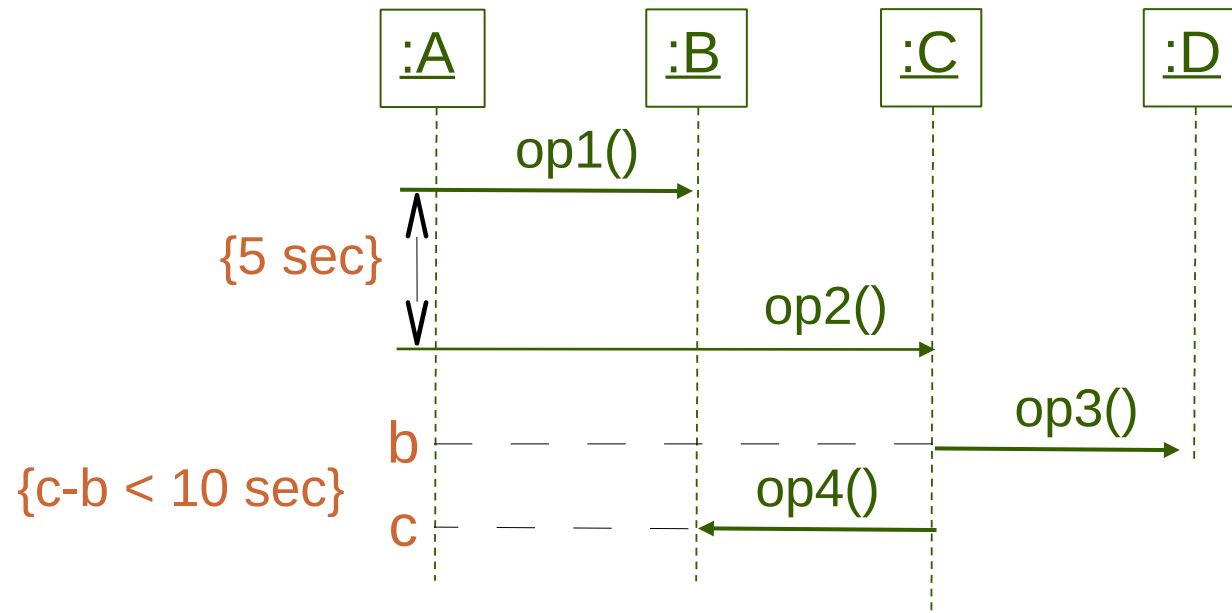 :A
:B
:C
:D
op1()
{5 sec}
op2()
op3()
b
{c-b < 10 sec}
op4()
c